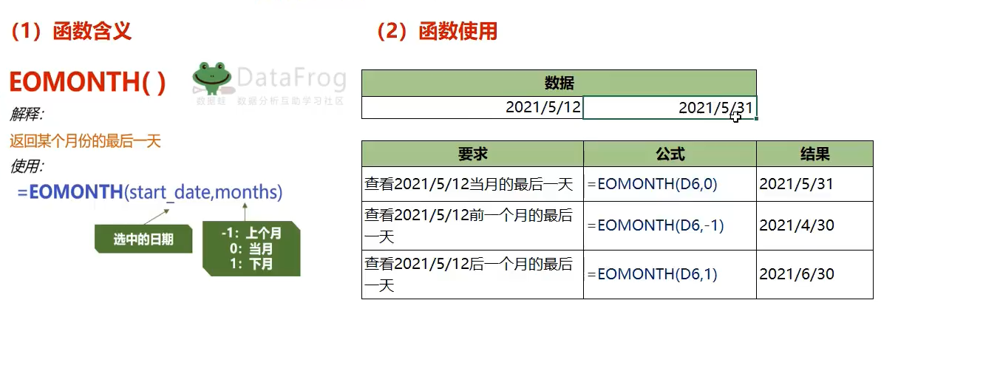 （1）函数含义
EOMONTH( )
DataFrog
数据蛙 数据分析互助学习社区
解释：
返回某个月份的最后一天
使用：
=EOMONTH(start_date,months)
选中的日期
-1：上个月
0：当月
1：下月
（2）函数使用
数据
2021/5/12 2021/5/31
要求 公式 结果
查看2021/5/12当月的最后一天 =EOMONTH(D6,0) 2021/5/31
查看2021/5/12前一个月的最后
一天 =EOMONTH(D6,-1) 2021/4/30
查看2021/5/12后一个月的最后
一天 =EOMONTH(D6,1) 2021/6/30